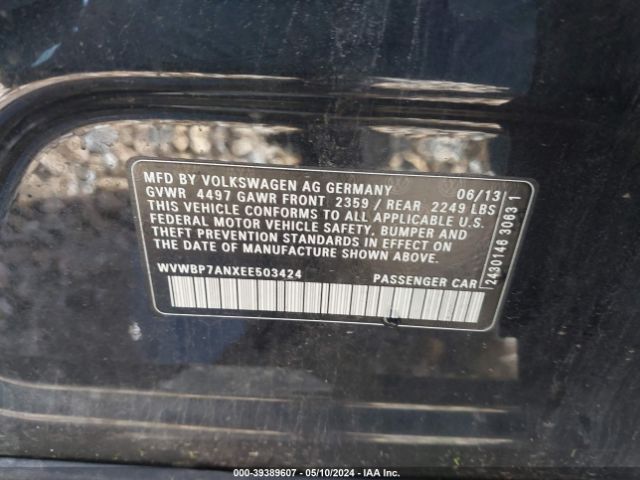 MFD BY VOLKSWAGEN AG GERMANY 06/13
GVWR 4497 GAWR FRONT 2359 / REAR 2249 LBS
THIS VEHICLE CONFORMS TO ALL APPLICABLE U.S.
FEDERAL MOTOR VEHICLE SAFETY, BUMPER AND
THEFT PREVENTION STANDARDS IN EFFECT ON
THE DATE OF MANUFACTURE SHOWN ABOVE.
WVWBP7ANXEE503424 PASSENGER CAR
2430146 3063 1
000-39389607 - 05/10/2024 - IAA Inc.